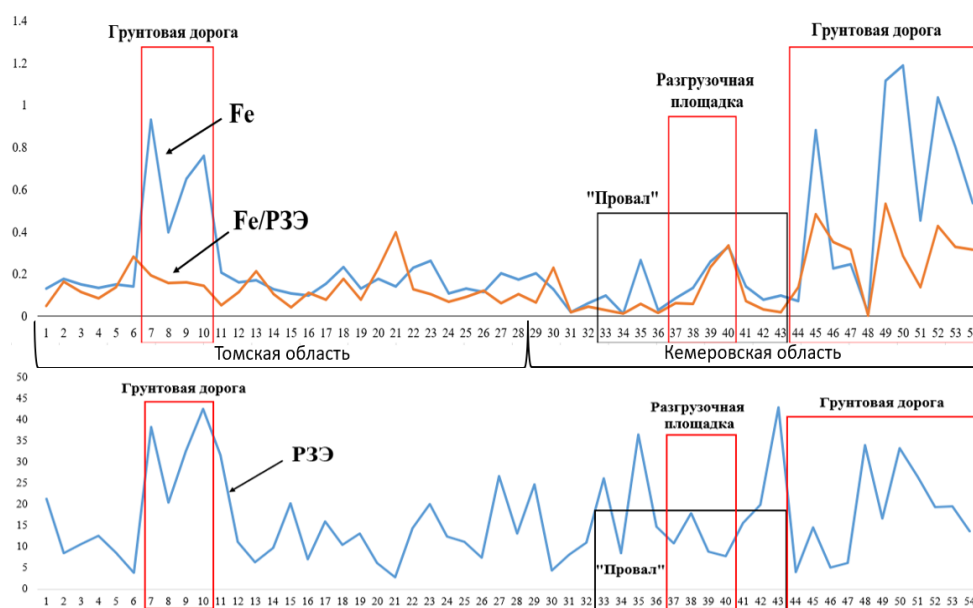 1.4
Грунтовая дорога
Грунтовая дорога
1.2
Разгрузочная
площадка
1
Fe
0.8
"Провал"
0.6
Fe/РЗЭ
0.4
0.2
0
1 2 3 4 5 6 7 8 9 10 11 12 13 14 15 16 17 18 19 20 21 22 23 24 25 26 27 28 29 30 31 32 33 34 35 36 37 38 39 40 41 42 43 44 45 46 47 48 49 50 51 52 53 54
Томская область
Кемеровская область
50
Грунтовая дорога
Разгрузочная
площадка
Грунтовая дорога
45
40
35
РЗЭ
30
25
20
15
10
"Провал"
5
0
1 2 3 4 5 6 7 8 9 10 11 12 13 14 15 16 17 18 19 20 21 22 23 24 25 26 27 28 29 30 31 32 33 34 35 36 37 38 39 40 41 42 43 44 45 46 47 48 49 50 51 52 53 54